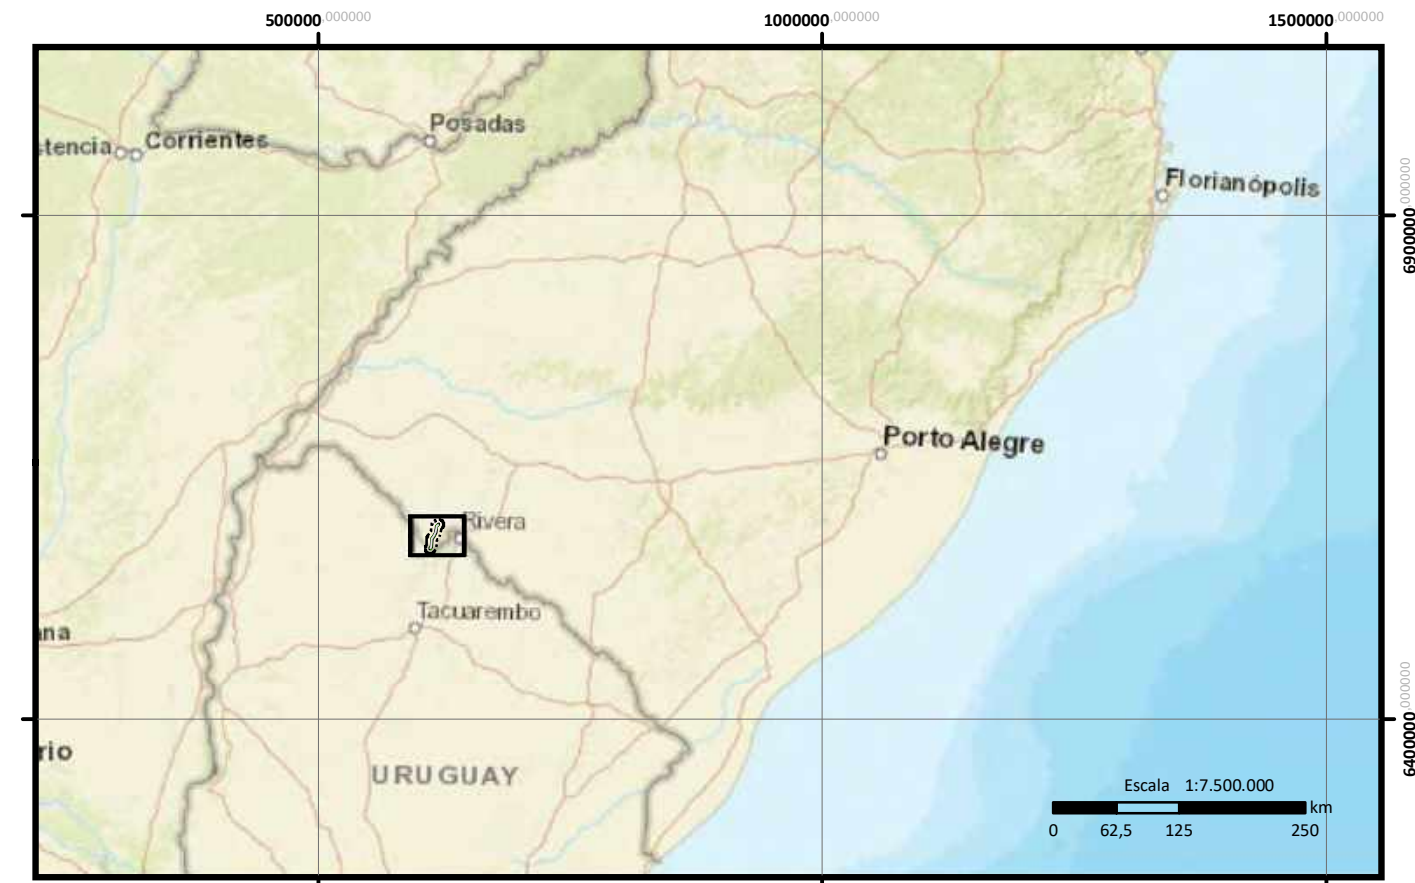 500000,000000 1000000,000000 1500000,000000
Posadas
stencia
Corrientes
Florianópolis
6900000,000000
Porto Alegre
Rivera
Tacuarembo
ana
6400000,000000
rio
URUGUAY
Escala 1:7.500.000
km
0 62,5 125 250